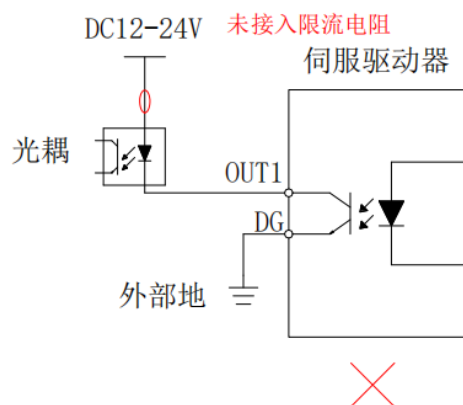 DC12-24V 未接入限流电阻
伺服驱动器
光耦
OUT1
DG
外部地